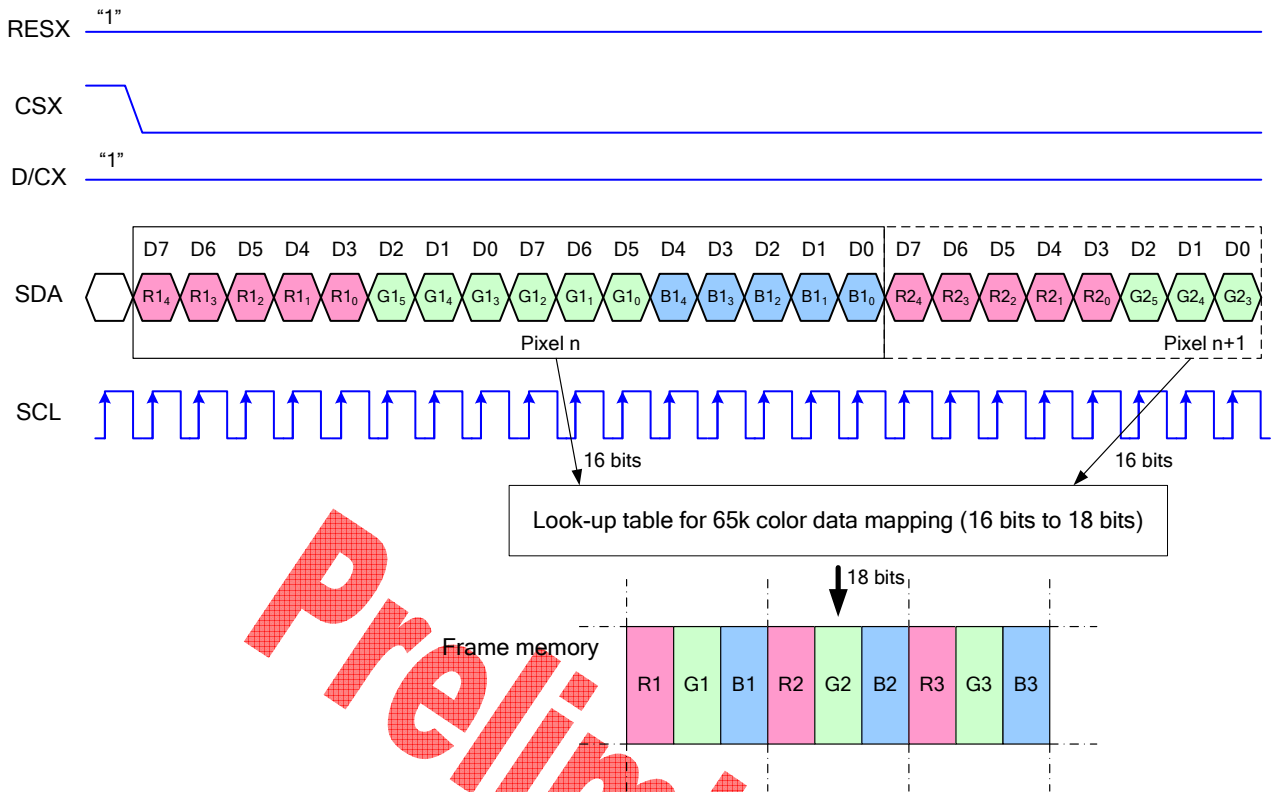 RESX "1"
CSX
D/CX "1"
D7 D6 D5 D4 D3 D2 D1 D0 D7 D6 D5 D4 D3 D2 D1 D0 D7 D6 D5 D4 D3 D2 D1 D0
SDA R1₄ R1₃ R1₂ R1₁ R1₀ G1₅ G1₄ G1₃ G1₂ G1₁ G1₀ B1₄ B1₃ B1₂ B1₁ B1₀ R2₄ R2₃ R2₂ R2₁ R2₀ G2₅ G2₄ G2₃
Pixel n Pixel n+1
SCL
16 bits 16 bits
Look-up table for 65k color data mapping (16 bits to 18 bits)
18 bits
Frame memory
R1 G1 B1 R2 G2 B2 R3 G3 B3